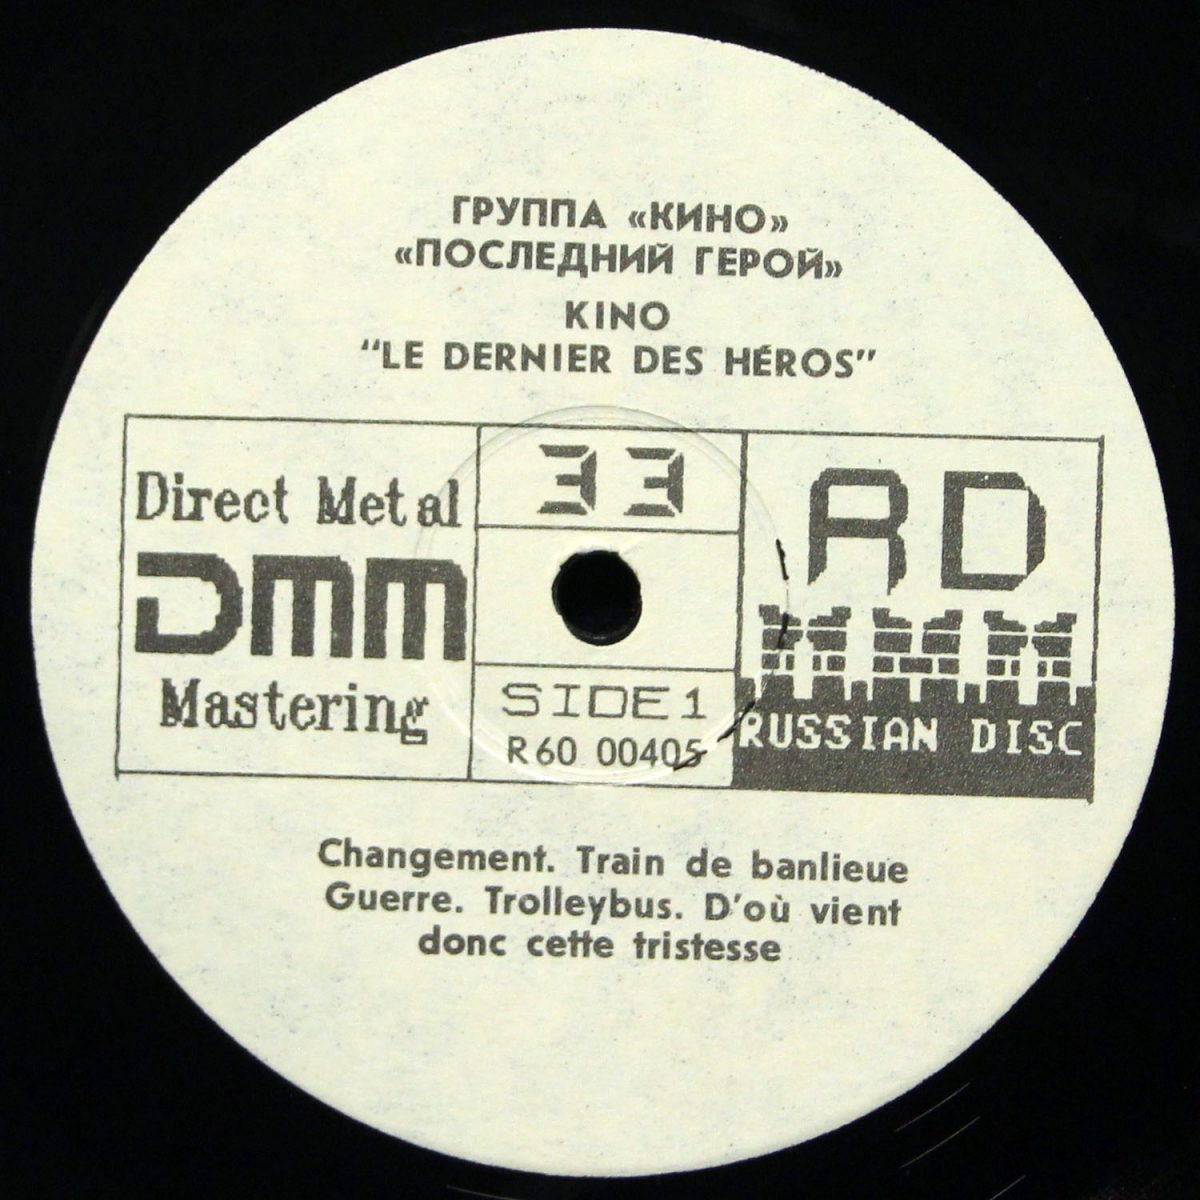 ГРУППА «КИНО»
«ПОСЛЕДНИЙ ГЕРОЙ»
KINO
“LE DERNIER DES HÉROS”
Direct Metal
DMM
Mastering
33
SIDE 1
R60 00405
RD
RUSSIAN DISC
Changement. Train de banlieue
Guerre. Trolleybus. D'où vient
donc cette tristesse